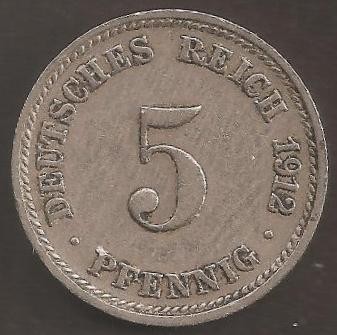 DEUTSCHES REICH 1912
5
· PFENNIG ·